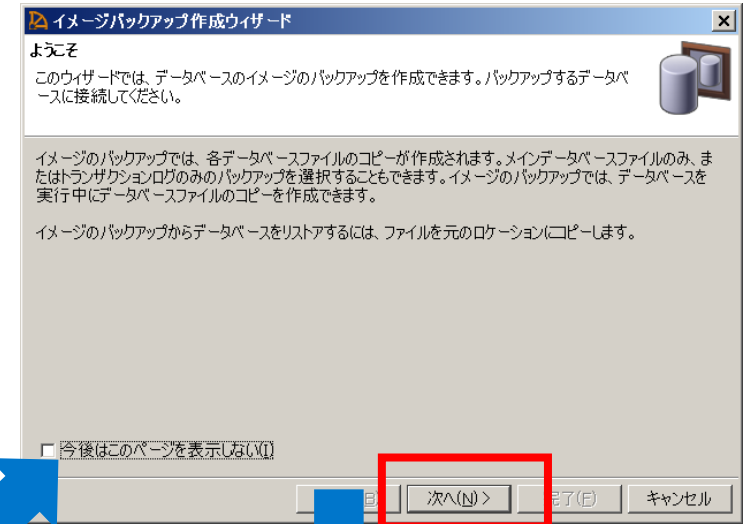 イメージバックアップ作成ウィザード
ようこそ
このウィザードでは、データベースのイメージのバックアップを作成できます。バックアップするデータベ
ースに接続してください。
イメージのバックアップでは、各データベースファイルのコピーが作成されます。メインデータベースファイルのみ、ま
たはトランザクションログのみのバックアップを選択することもできます。イメージのバックアップでは、データベースを
実行中にデータベースファイルのコピーを作成できます。
イメージのバックアップからデータベースをリストアするには、ファイルを元のロケーションにコピーします。
今後はこのページを表示しない(I)
次へ(N) > 完了(F) キャンセル